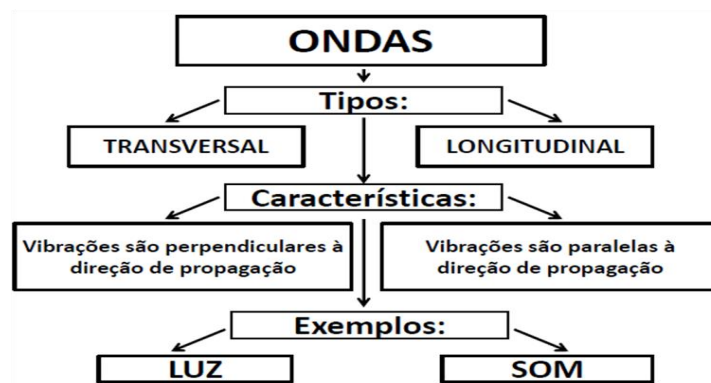 ONDAS
Tipos:
TRANSVERSAL
LONGITUDINAL
Características:
Vibrações são perpendiculares à
direção de propagação
Vibrações são paralelas à
direção de propagação
Exemplos:
LUZ
SOM